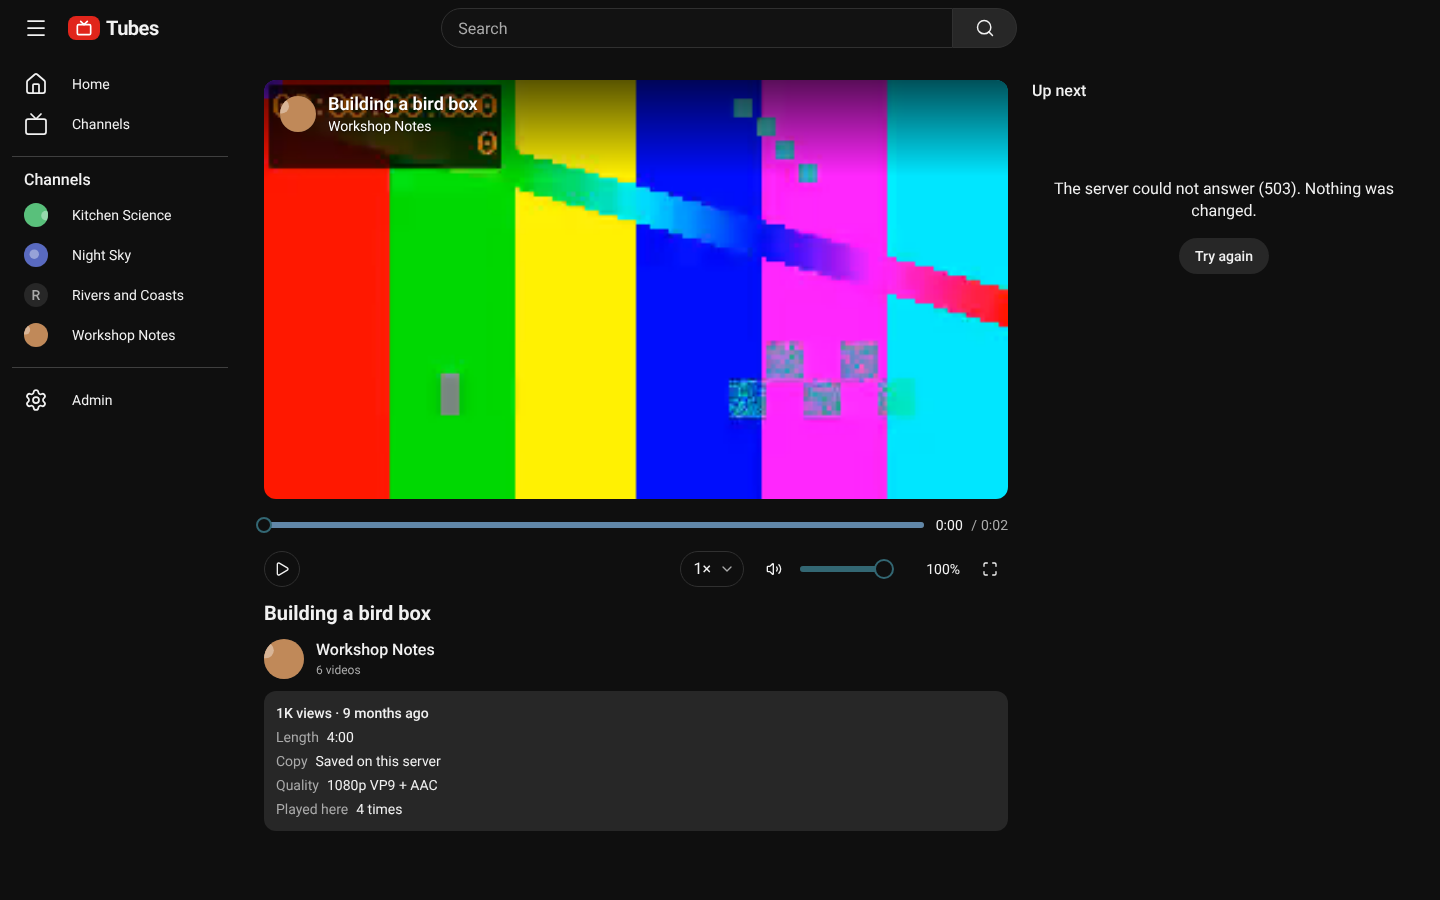 Tubes
Search
Home
Channels
Channels
Kitchen Science
Night Sky
R
Rivers and Coasts
Workshop Notes
Admin
Building a bird box
Workshop Notes
0
0:00 / 0:02
1×
100%
Building a bird box
Workshop Notes
6 videos
1K views · 9 months ago
Length 4:00
Copy Saved on this server
Quality 1080p VP9 + AAC
Played here 4 times
Up next
The server could not answer (503). Nothing was
changed.
Try again